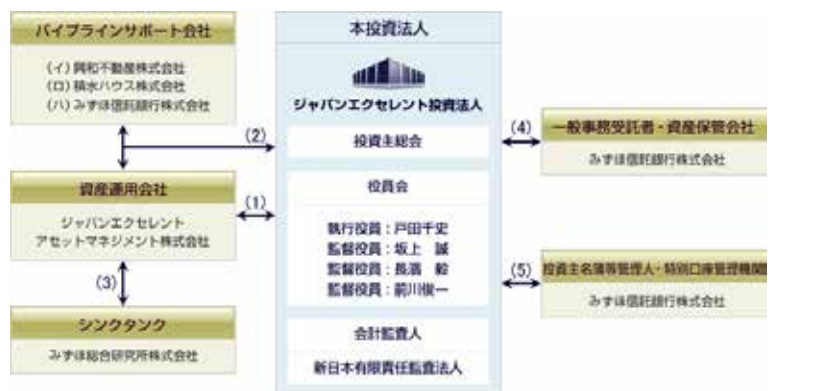 パイプラインサポート会社
(イ) 興和不動産株式会社
(ロ) 積水ハウス株式会社
(ハ) みずほ信託銀行株式会社
(2)
資産運用会社
ジャパンエクセレント
アセットマネジメント株式会社
(1)
(3)
シンクタンク
みずほ総合研究所株式会社
本投資法人
ジャパンエクセレント投資法人
投資主総会
役員会
執行役員：戸田千史
監督役員：坂上　誠
監督役員：長濱　毅
監督役員：前川俊一
会計監査人
新日本有限責任監査法人
(4)
一般事務受託者・資産保管会社
みずほ信託銀行株式会社
(5)
投資主名簿等管理人・特別口座管理機関
みずほ信託銀行株式会社